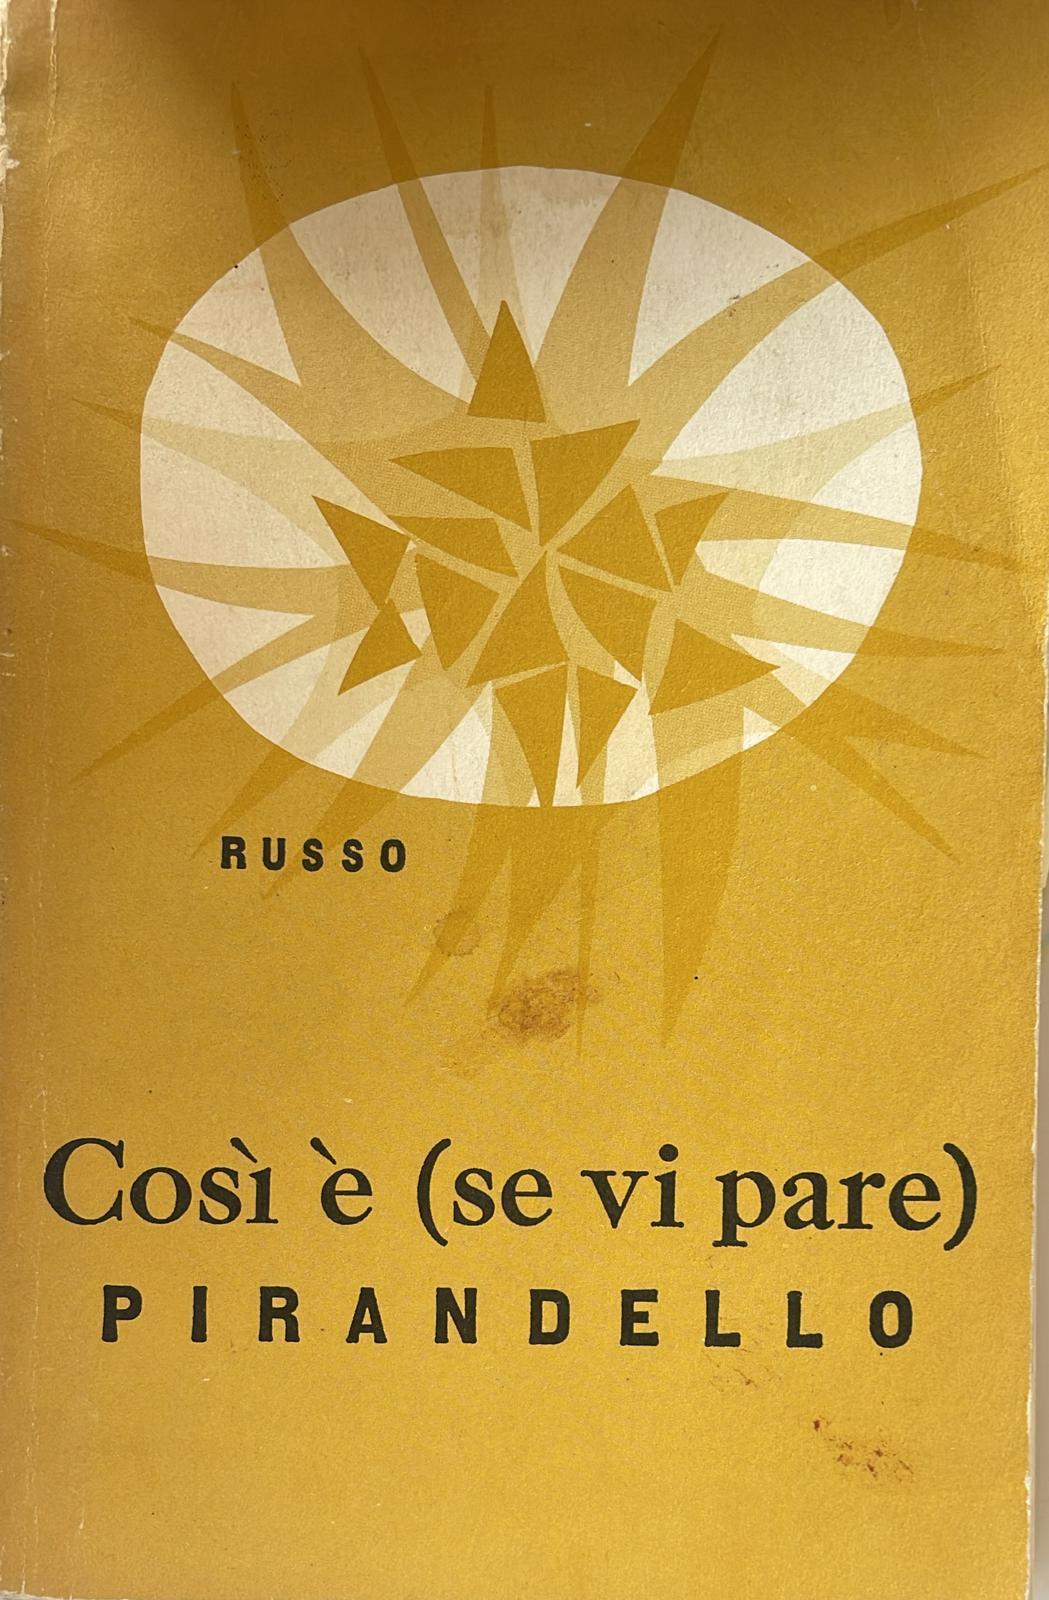 RUSSO
Così è (se vi pare)
PIRANDELLO